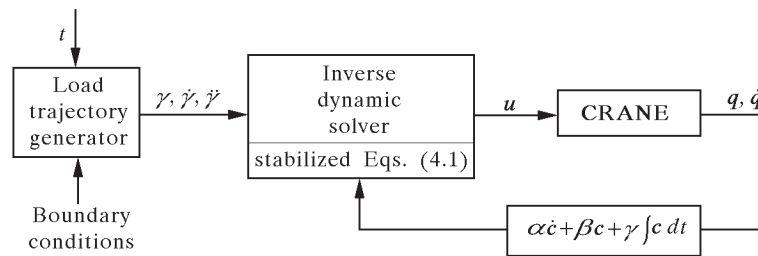 t
Load
trajectory
generator
Boundary
conditions
γ, γ̇, γ̈
Inverse
dynamic
solver
stabilized Eqs. (4.1)
u
CRANE
q, q̇
αċ+βc+γ∫c dt